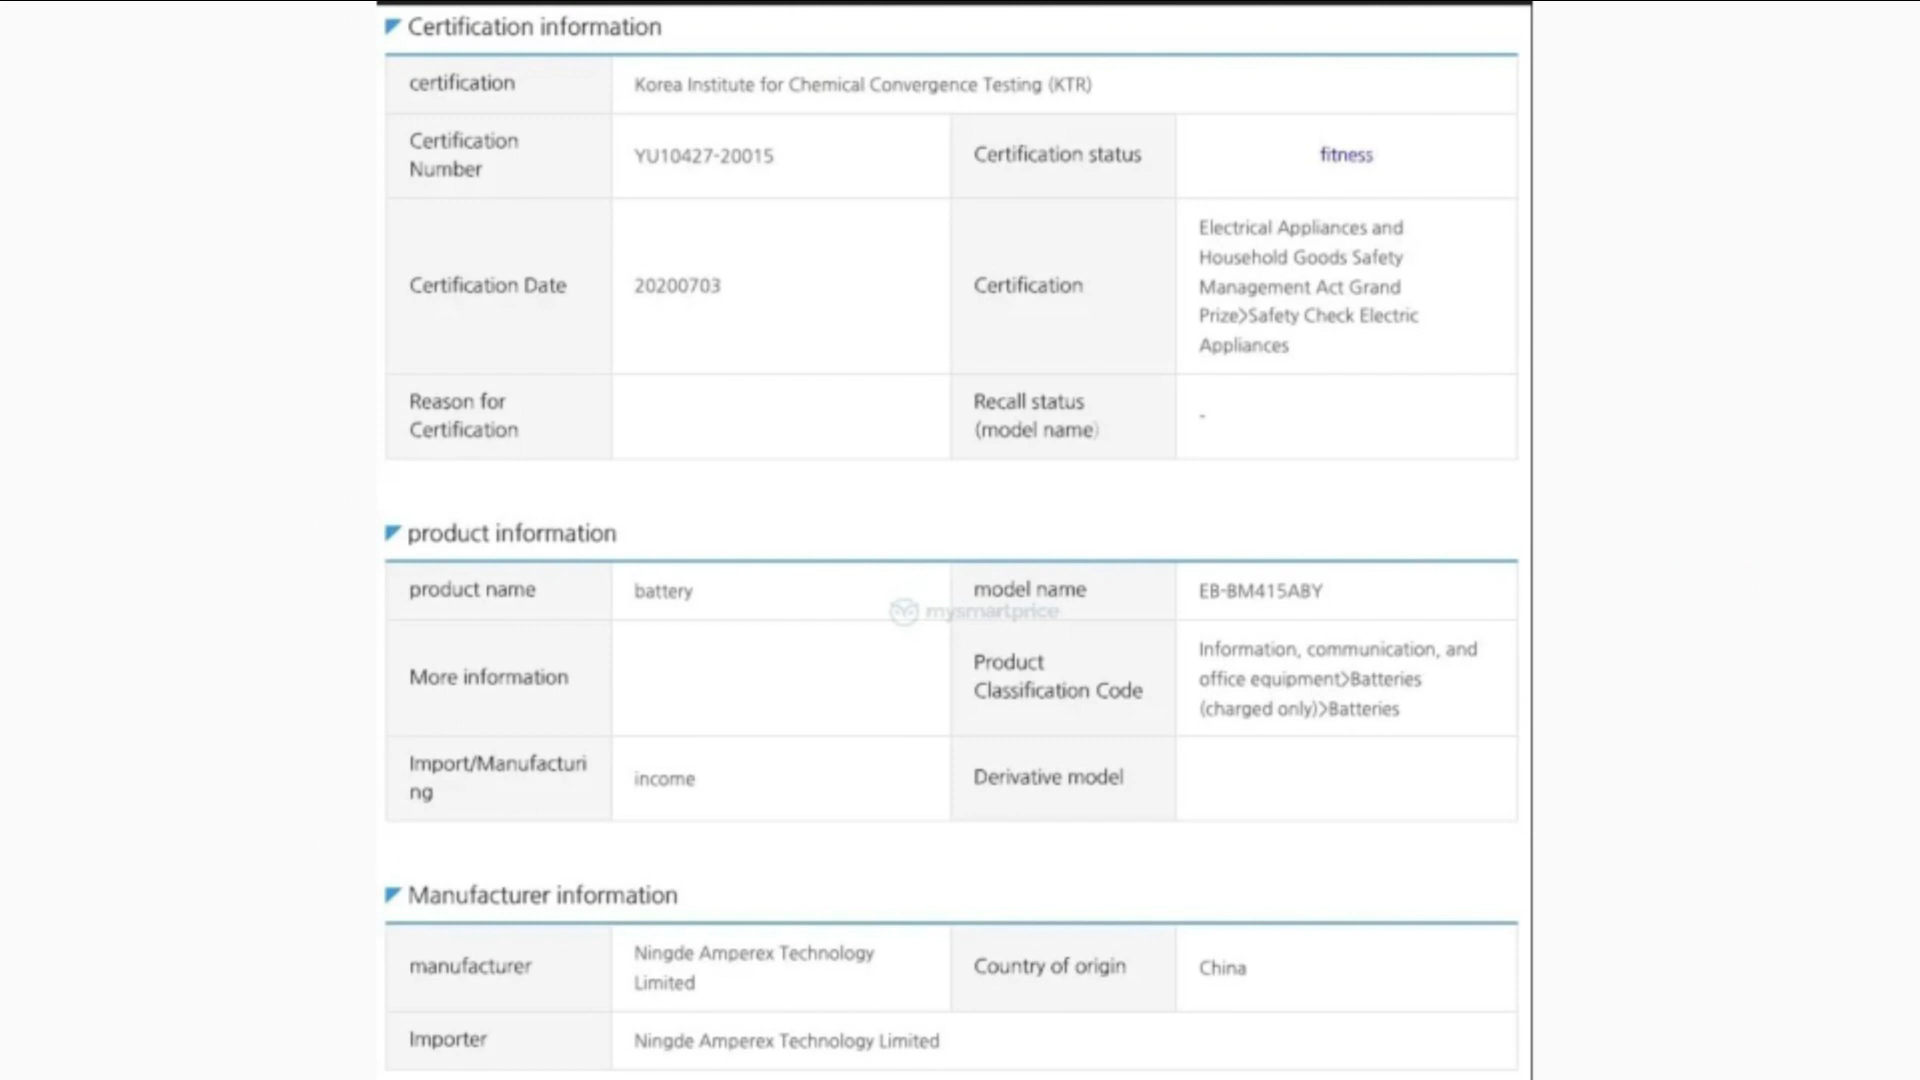 Certification information
certification
Korea Institute for Chemical Convergence Testing (KTR)
Certification
Number
YU10427-20015
Certification status
fitness
Certification Date
20200703
Certification
Electrical Appliances and
Household Goods Safety
Management Act Grand
Prize>Safety Check Electric
Appliances
Reason for
Certification
Recall status
(model name)
-
product information
product name
battery
model name
EB-BM415ABY
mysmartprice
More information
Product
Classification Code
Information, communication, and
office equipment>Batteries
(charged only)>Batteries
Import/Manufacturi
ng
income
Derivative model
Manufacturer information
manufacturer
Ningde Amperex Technology
Limited
Country of origin
China
Importer
Ningde Amperex Technology Limited